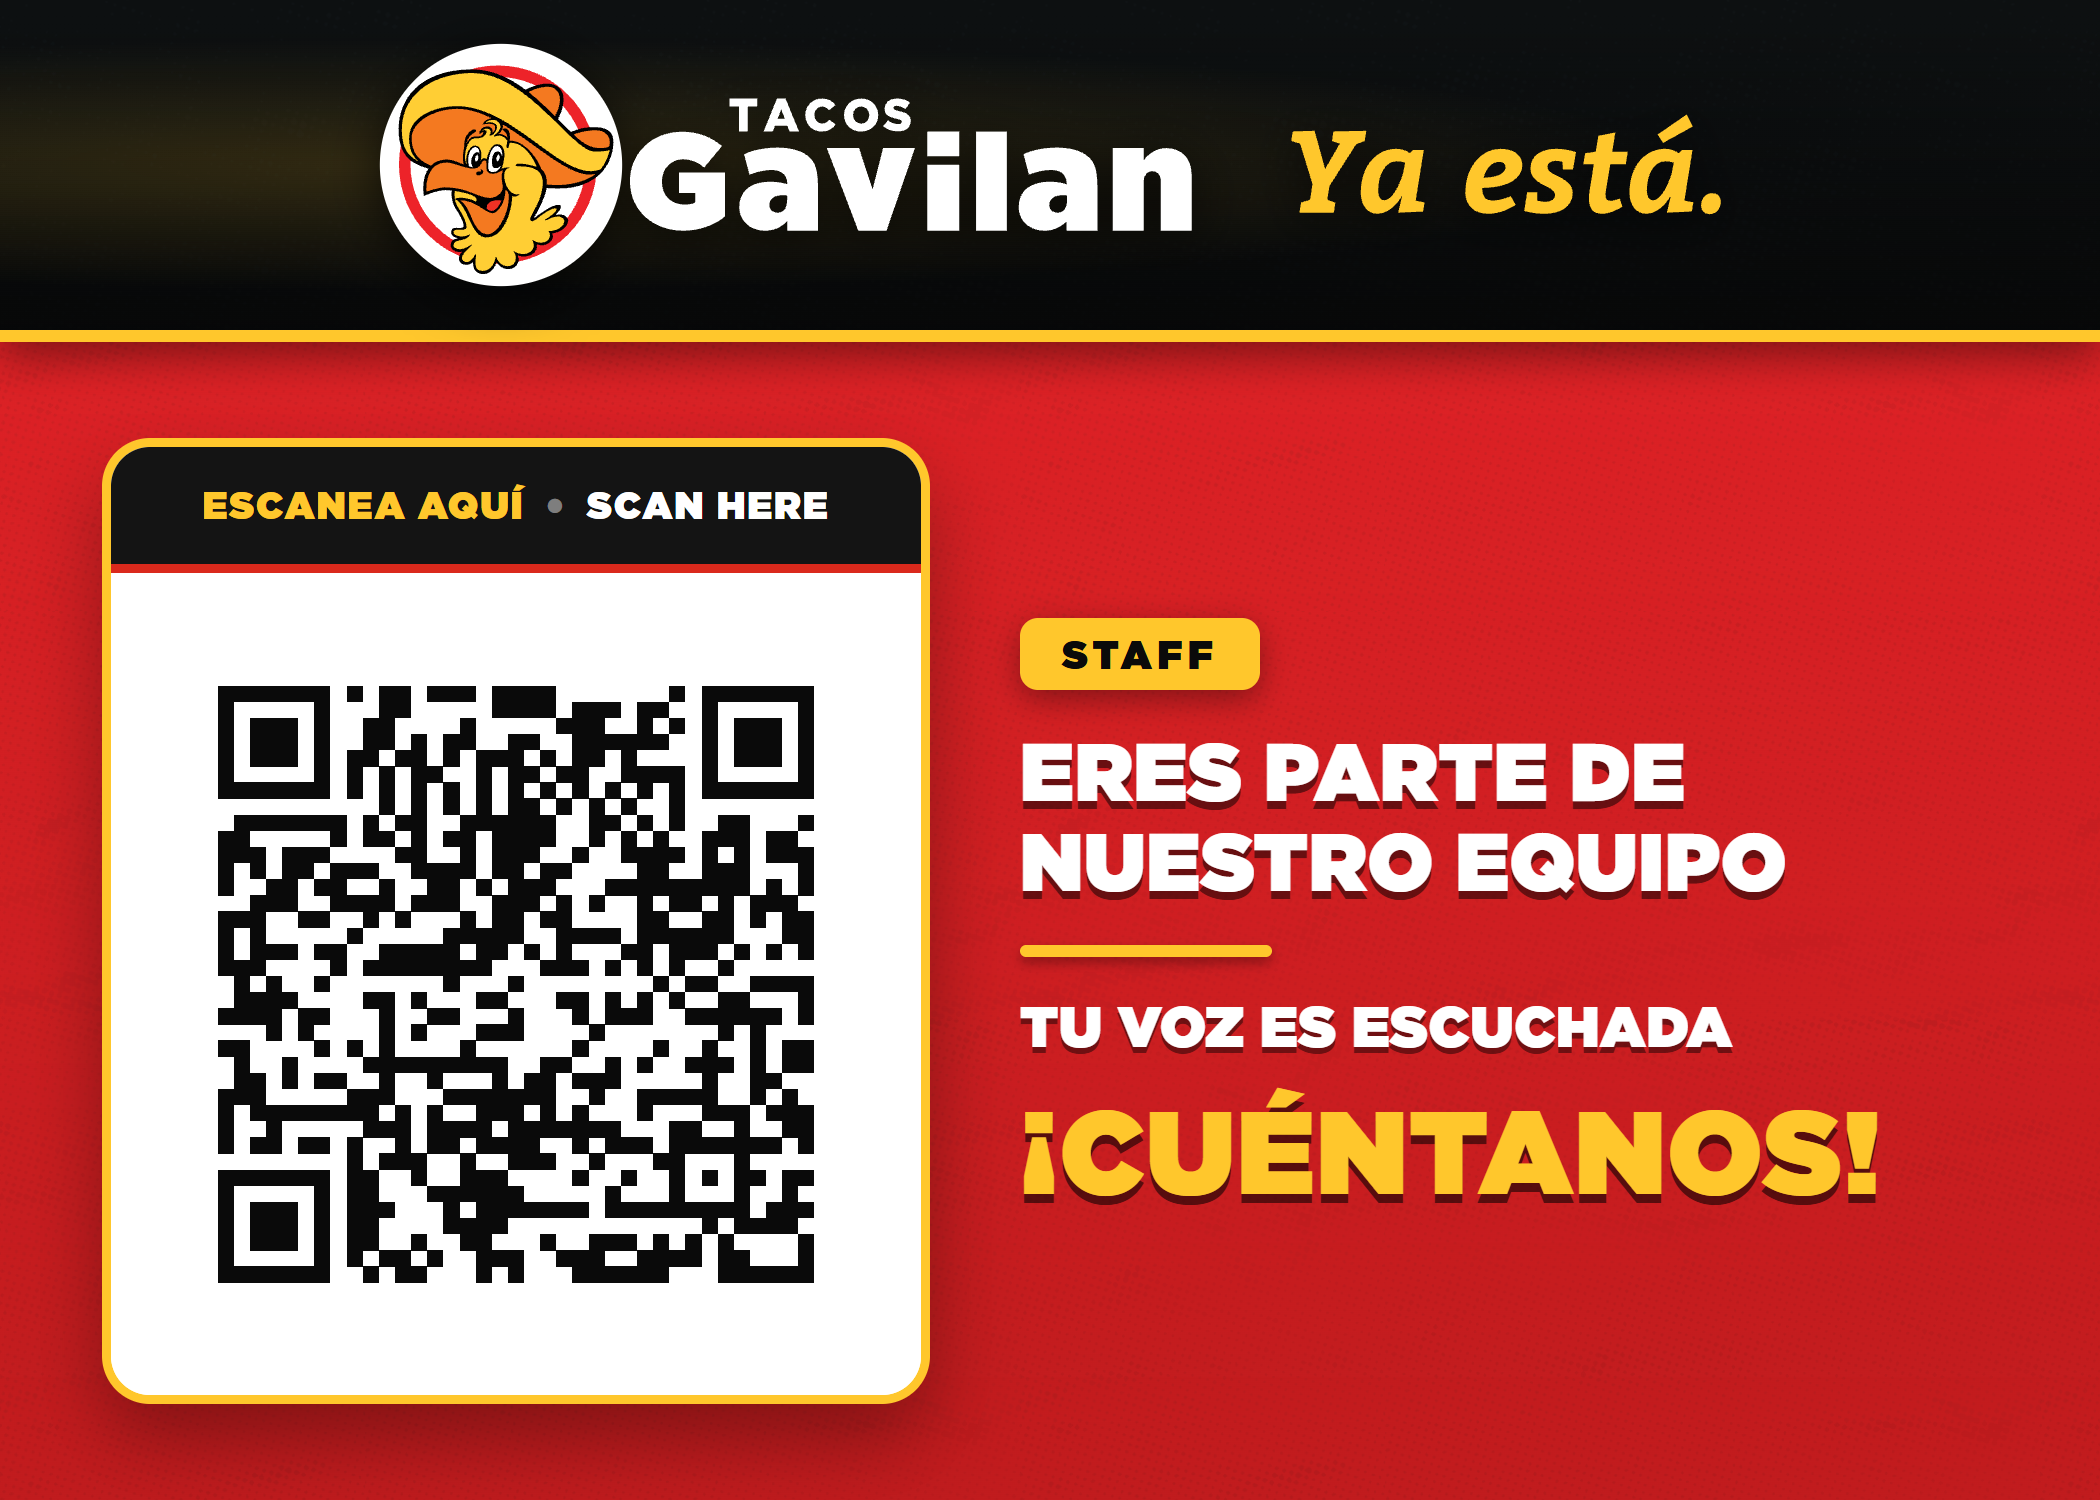 TACOS
Gavilan
Ya está.
ESCANEA AQUÍ • SCAN HERE
STAFF
ERES PARTE DE
NUESTRO EQUIPO
TU VOZ ES ESCUCHADA
¡CUÉNTANOS!